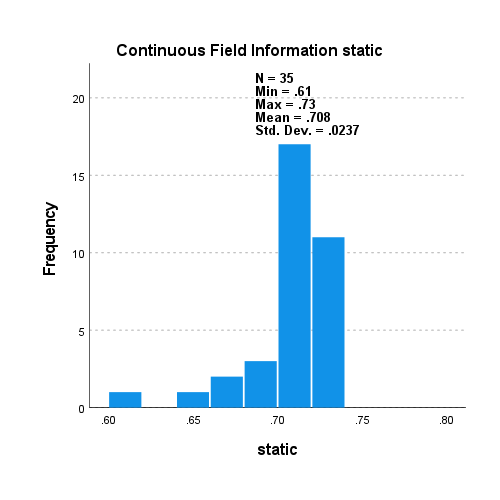 Continuous Field Information static
N = 35
Min = .61
Max = .73
Mean = .708
Std. Dev. = .0237
20
15
10
5
0
Frequency
.60 .65 .70 .75 .80
static